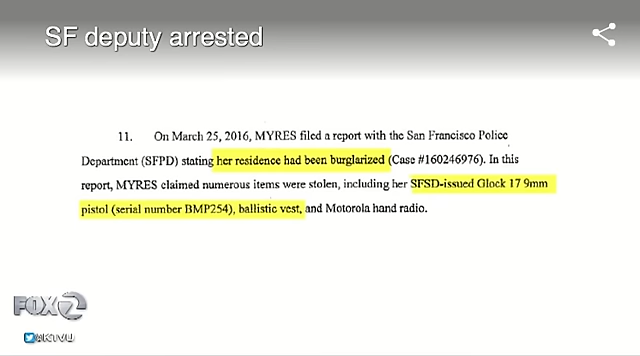 SF deputy arrested
11. On March 25, 2016, MYRES filed a report with the San Francisco Police
Department (SFPD) stating her residence had been burglarized (Case #160246976). In this
report, MYRES claimed numerous items were stolen, including her SFSD-issued Glock 17 9mm
pistol (serial number BMP254), ballistic vest, and Motorola hand radio.
FOX 2
KTVU